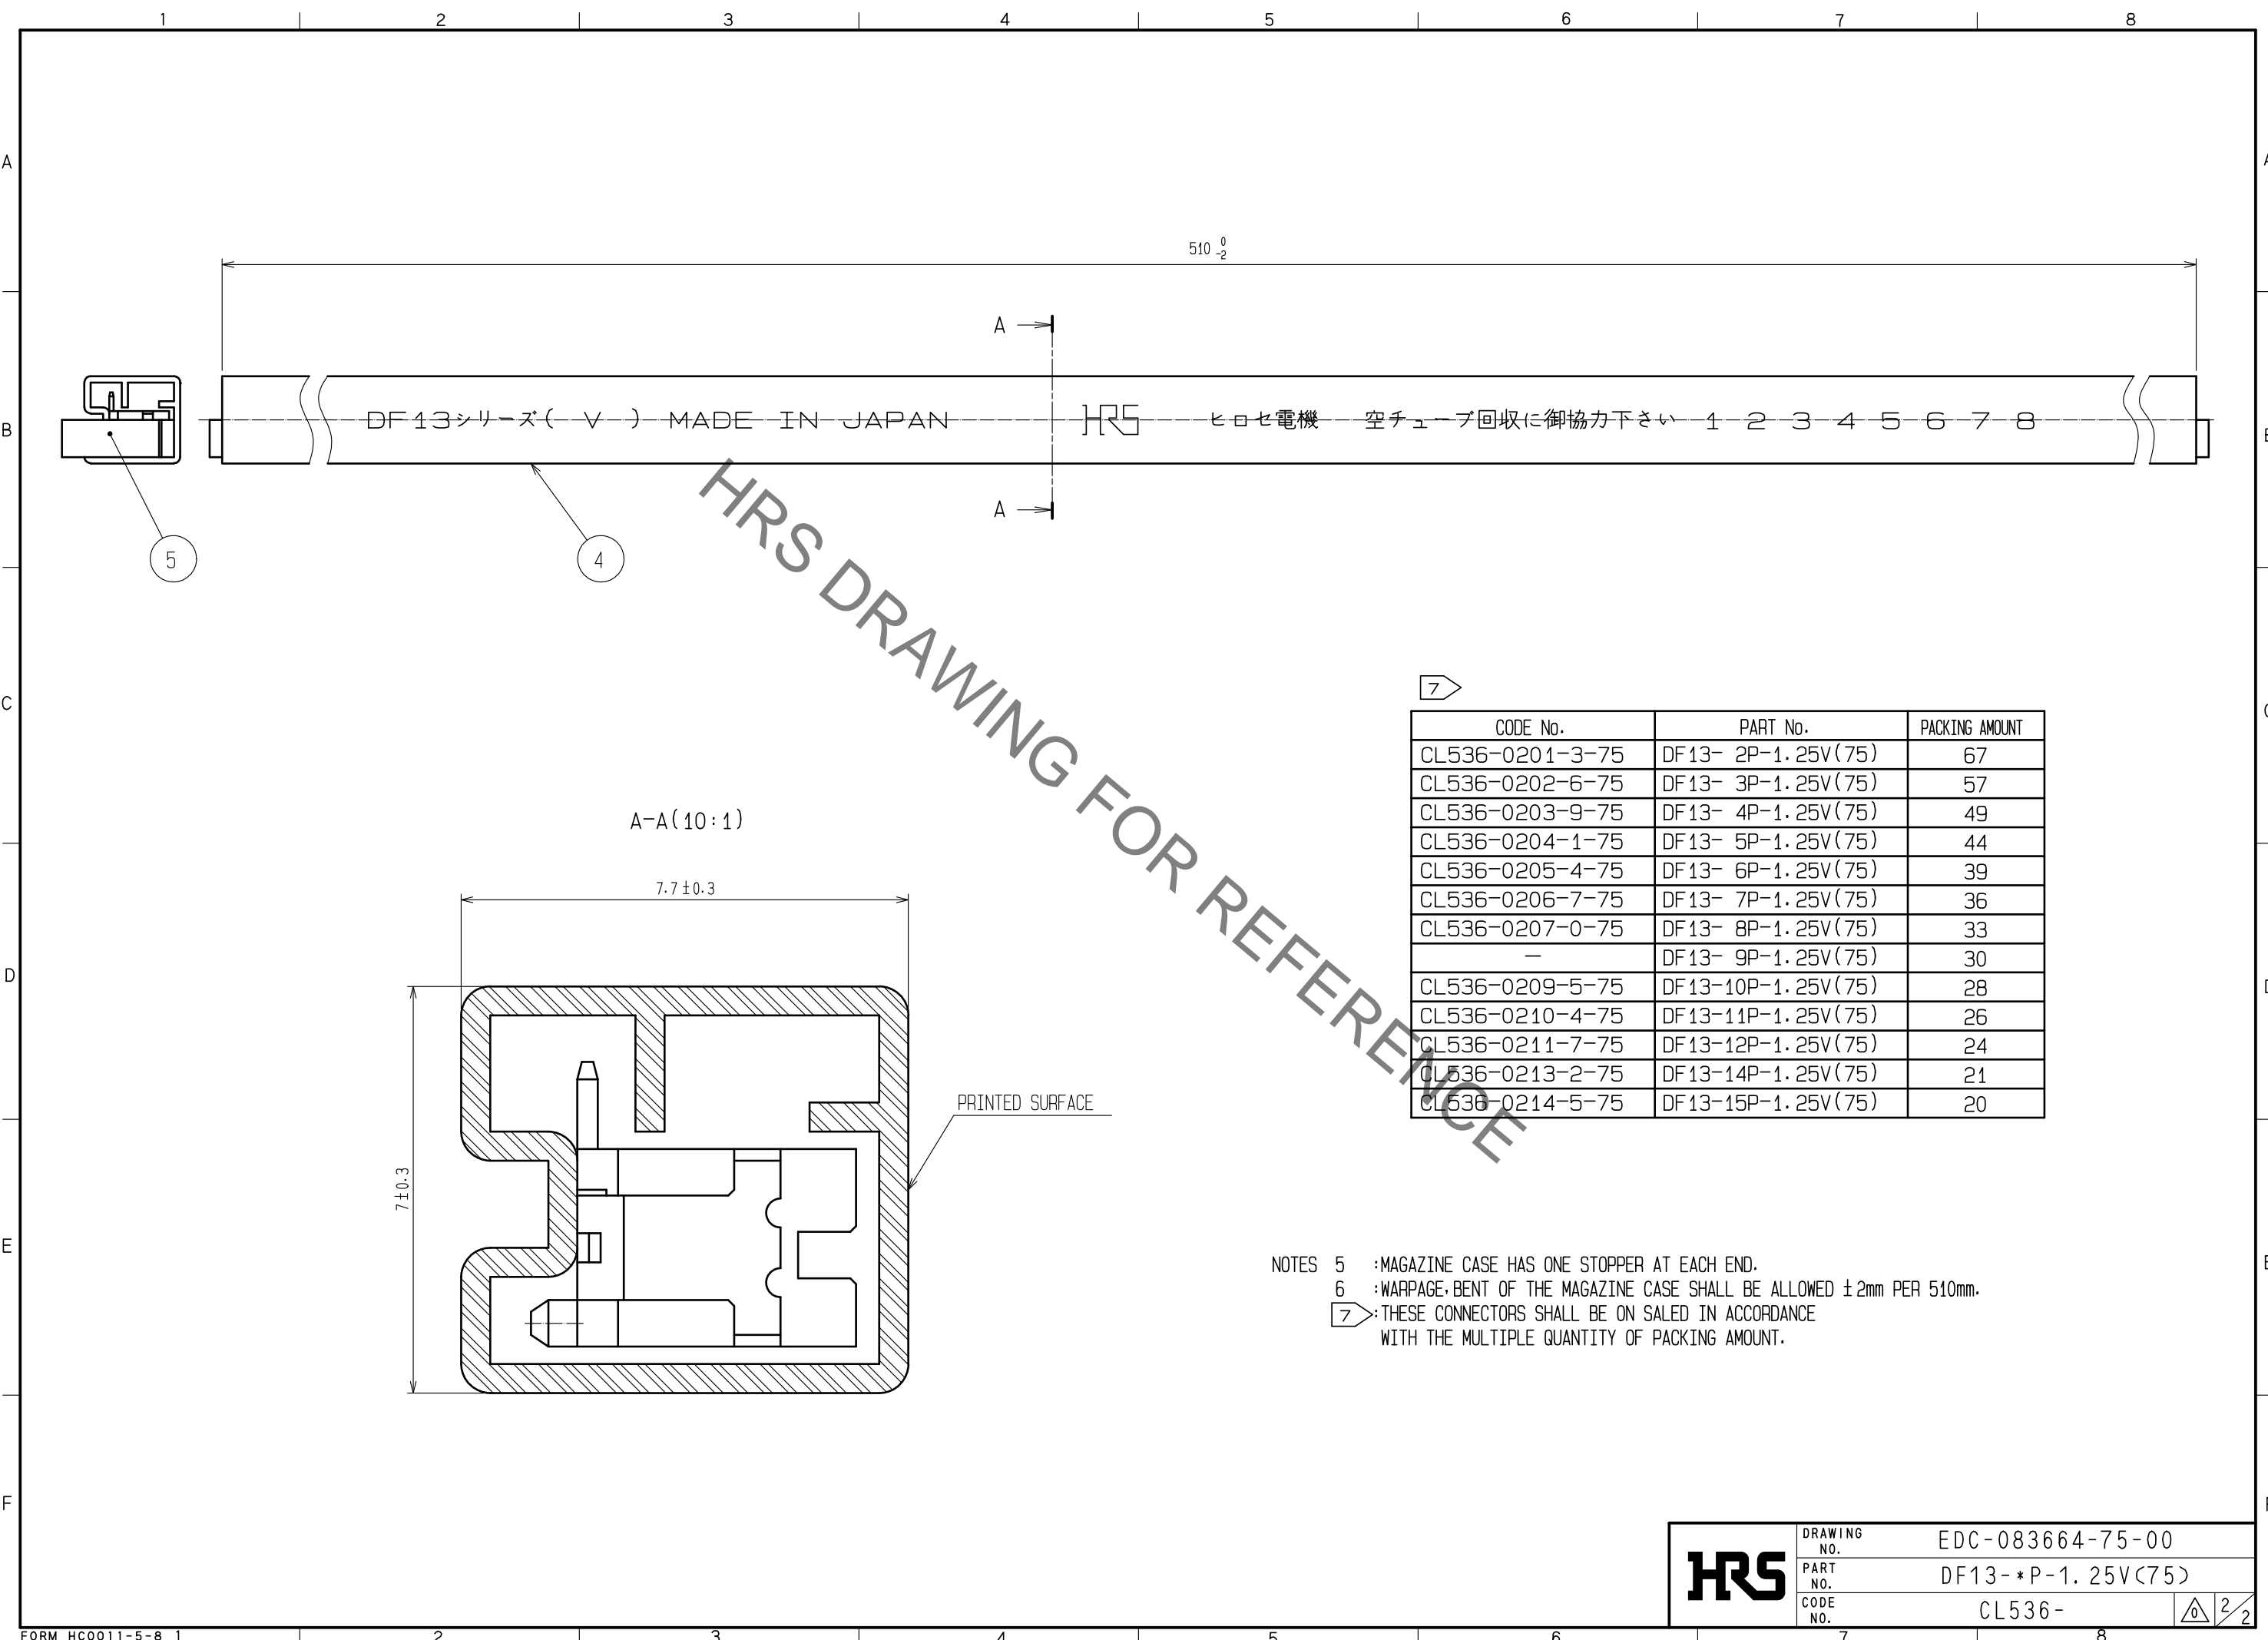 1 2 3 4 5 6 7 8
A
510 0
-2
A
B
DF13シリーズ( V ) MADE IN JAPAN HRS ヒロセ電機 空チューブ回収に御協力下さい 1 2 3 4 5 6 7 8
A
5 4
HRS DRAWING FOR REFERENCE
C
7
CODE No. PART No. PACKING AMOUNT
CL536-0201-3-75 DF13- 2P-1.25V(75) 67
CL536-0202-6-75 DF13- 3P-1.25V(75) 57
CL536-0203-9-75 DF13- 4P-1.25V(75) 49
CL536-0204-1-75 DF13- 5P-1.25V(75) 44
CL536-0205-4-75 DF13- 6P-1.25V(75) 39
CL536-0206-7-75 DF13- 7P-1.25V(75) 36
CL536-0207-0-75 DF13- 8P-1.25V(75) 33
— DF13- 9P-1.25V(75) 30
CL536-0209-5-75 DF13-10P-1.25V(75) 28
CL536-0210-4-75 DF13-11P-1.25V(75) 26
CL536-0211-7-75 DF13-12P-1.25V(75) 24
CL536-0213-2-75 DF13-14P-1.25V(75) 21
CL536-0214-5-75 DF13-15P-1.25V(75) 20
A-A(10:1)
7.7±0.3
D
7±0.3
PRINTED SURFACE
E
NOTES 5 :MAGAZINE CASE HAS ONE STOPPER AT EACH END.
6 :WARPAGE,BENT OF THE MAGAZINE CASE SHALL BE ALLOWED ±2mm PER 510mm.
7 :THESE CONNECTORS SHALL BE ON SALED IN ACCORDANCE
WITH THE MULTIPLE QUANTITY OF PACKING AMOUNT.
F
HRS
DRAWING NO. EDC-083664-75-00
PART NO. DF13-*P-1.25V(75)
CODE NO. CL536- 0 2/2
FORM HC0011-5-8 1 2 3 4 5 6 7 8